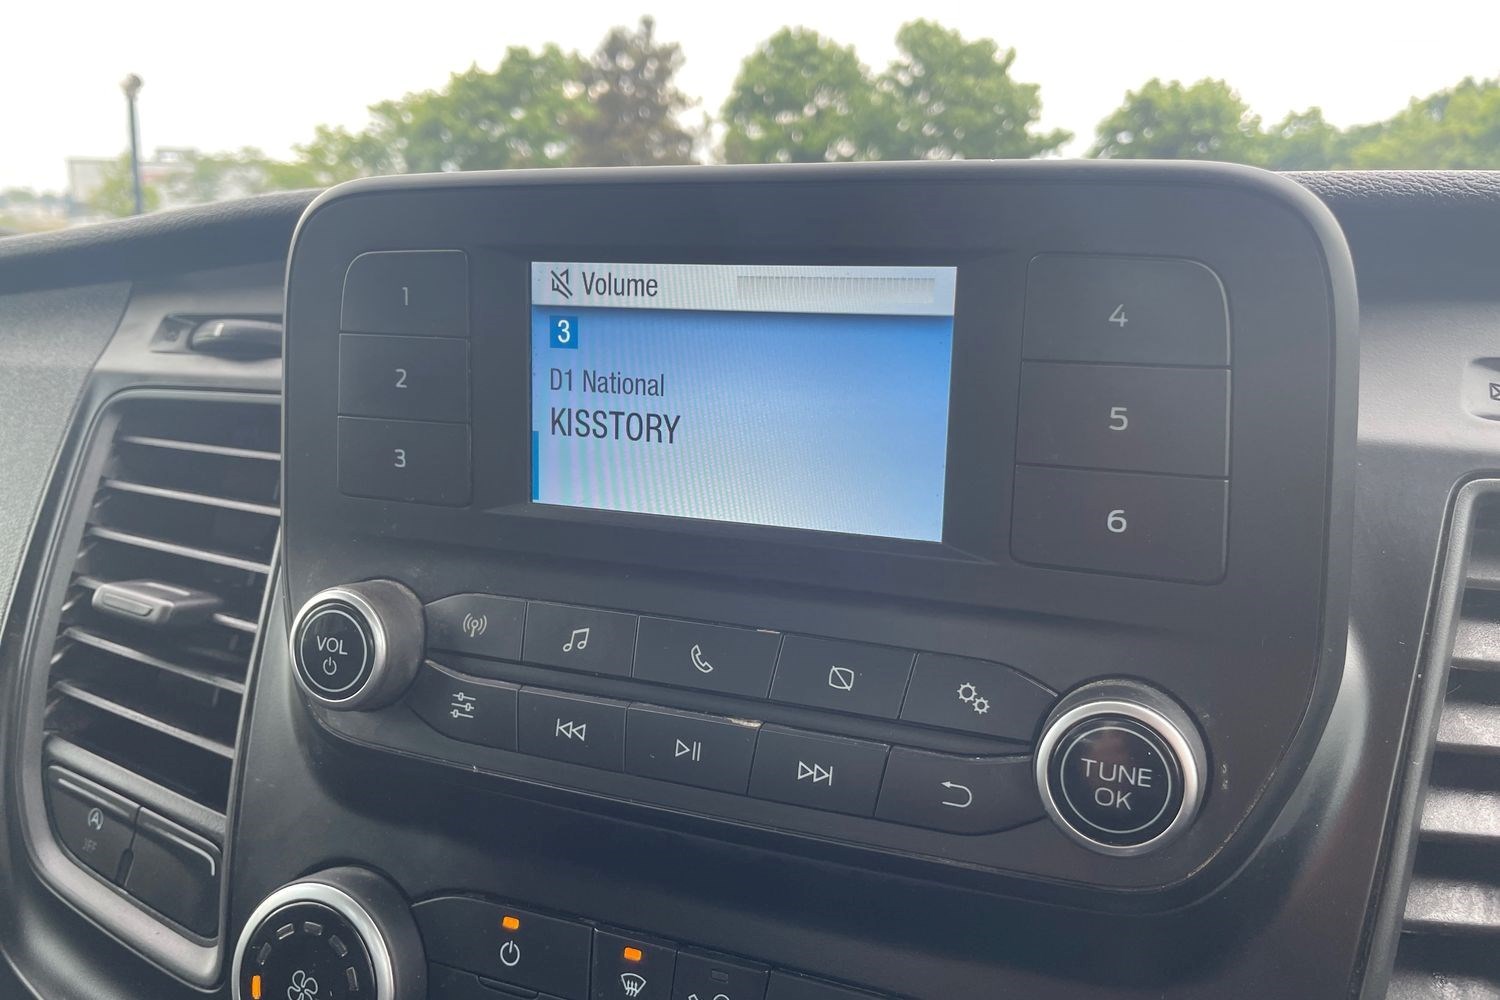 Volume
3
D1 National
KISSTORY
1
2
3
4
5
6
VOL
TUNE
OK